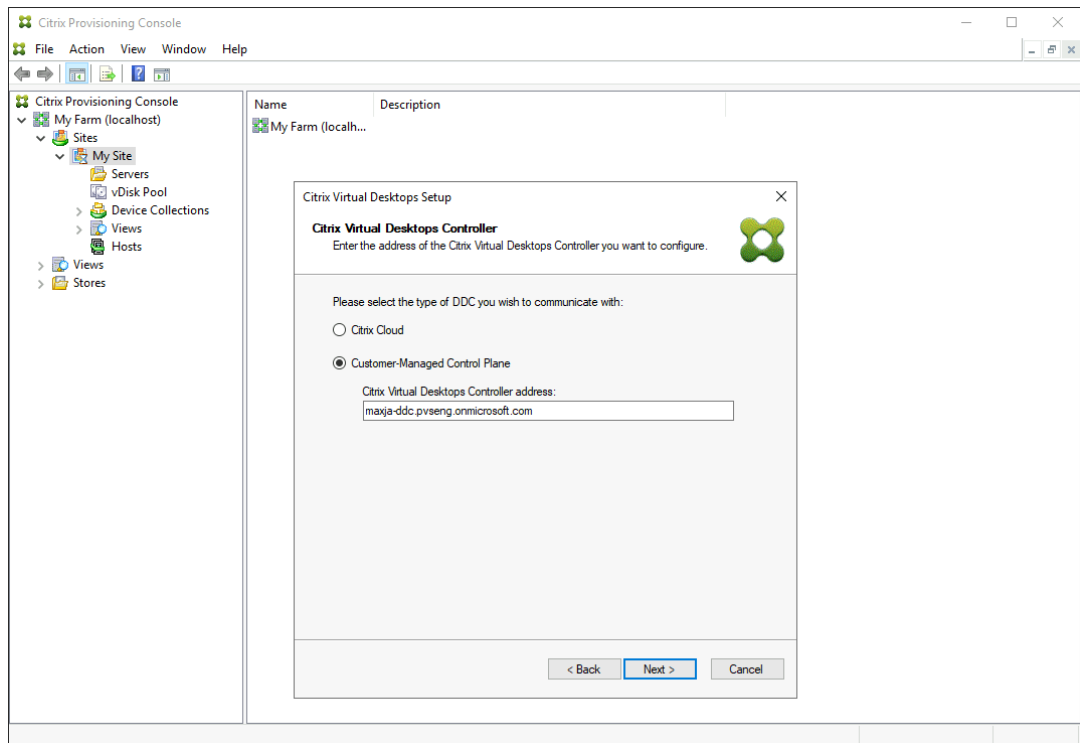 Citrix Provisioning Console
File Action View Window Help
Citrix Provisioning Console
My Farm (localhost)
Sites
My Site
Servers
vDisk Pool
Device Collections
Views
Hosts
Views
Stores
Name Description
My Farm (localh...
Citrix Virtual Desktops Setup
Citrix Virtual Desktops Controller
Enter the address of the Citrix Virtual Desktops Controller you want to configure.
Please select the type of DDC you wish to communicate with:
Citrix Cloud
Customer-Managed Control Plane
Citrix Virtual Desktops Controller address:
maxja-ddc.pvseng.onmicrosoft.com
< Back Next > Cancel